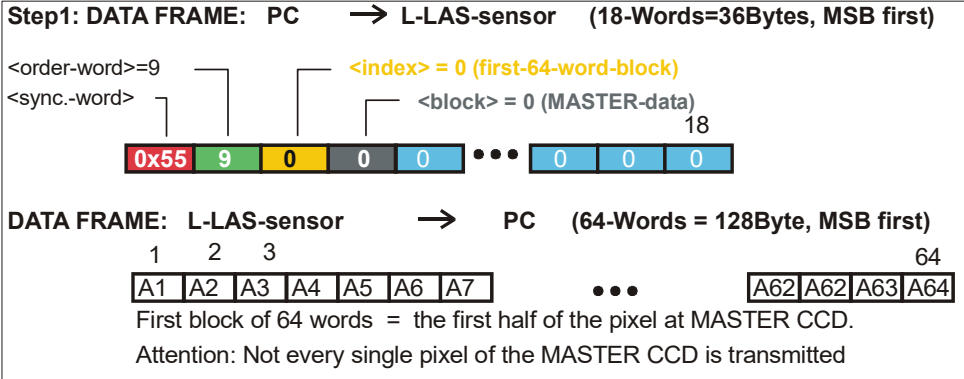 Step1: DATA FRAME: PC → L-LAS-sensor (18-Words=36Bytes, MSB first)
<order-word>=9
<index> = 0 (first-64-word-block)
<sync.-word>
<block> = 0 (MASTER-data)
18
0x55 9 0 0 0 ••• 0 0 0
DATA FRAME: L-LAS-sensor → PC (64-Words = 128Byte, MSB first)
1 2 3 64
A1 A2 A3 A4 A5 A6 A7 ••• A62 A62 A63 A64
First block of 64 words = the first half of the pixel at MASTER CCD.
Attention: Not every single pixel of the MASTER CCD is transmitted